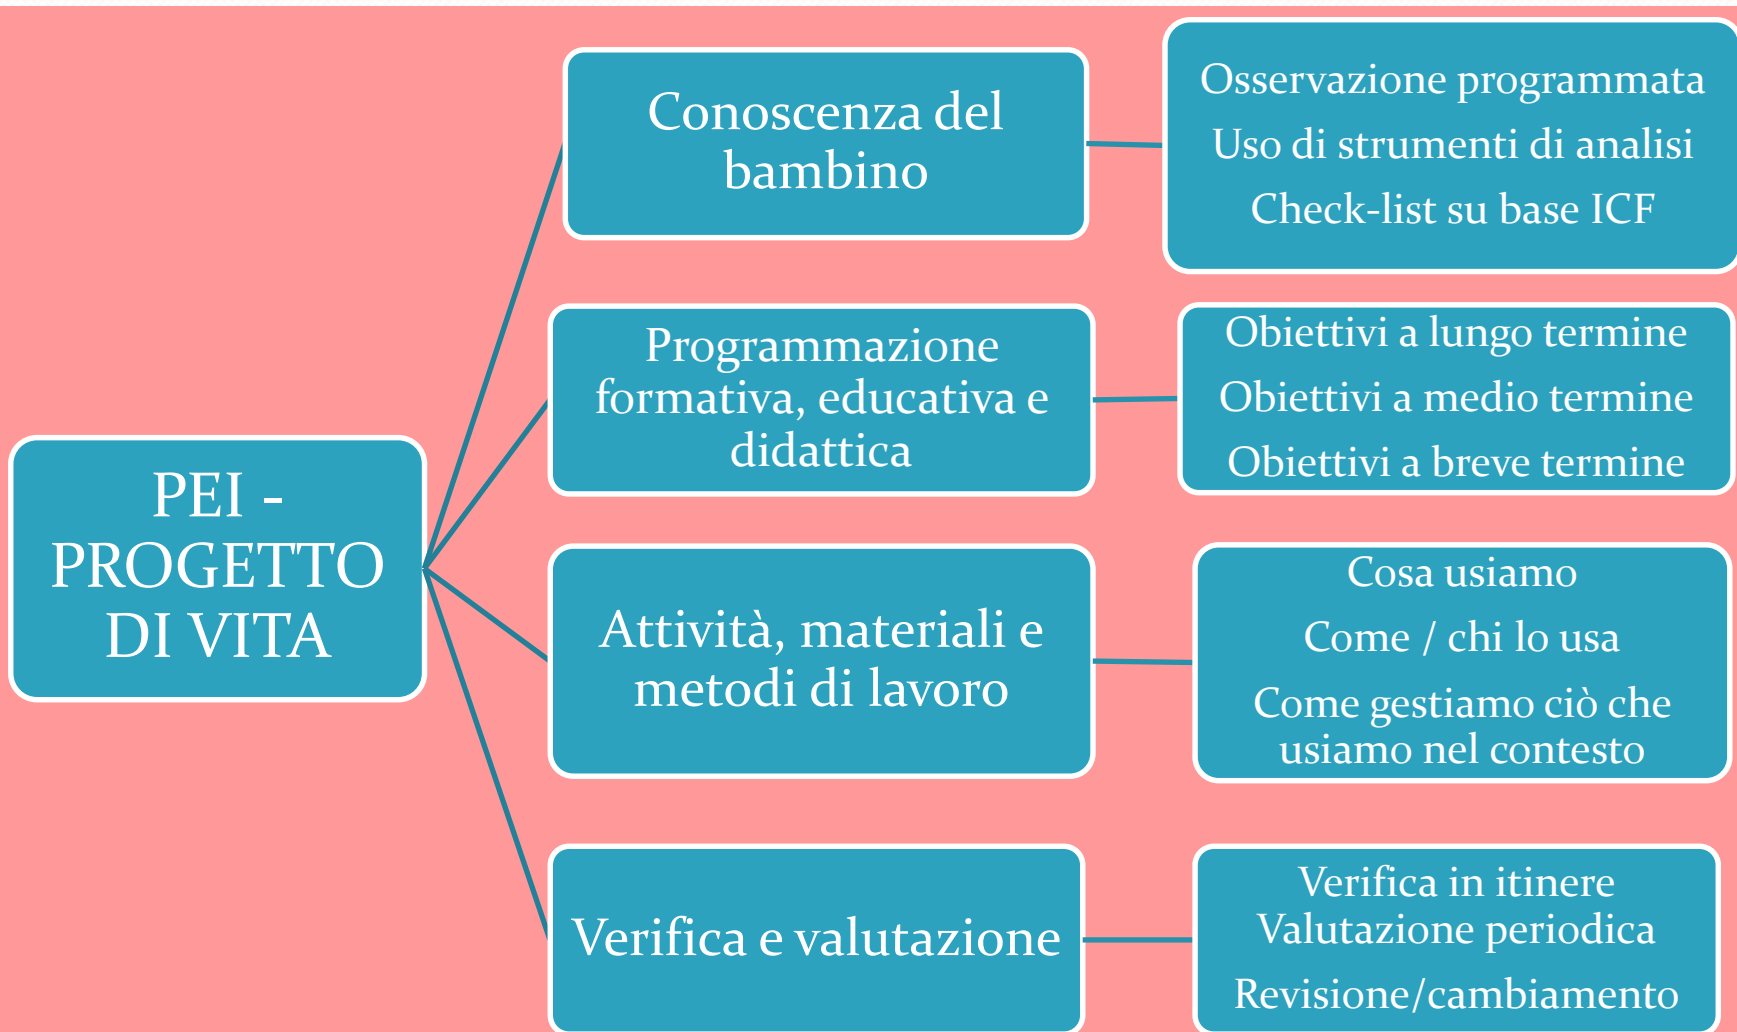 PEI -
PROGETTO
DI VITA
Conoscenza del
bambino
Osservazione programmata
Uso di strumenti di analisi
Check-list su base ICF
Programmazione
formativa, educativa e
didattica
Obiettivi a lungo termine
Obiettivi a medio termine
Obiettivi a breve termine
Attività, materiali e
metodi di lavoro
Cosa usiamo
Come / chi lo usa
Come gestiamo ciò che
usiamo nel contesto
Verifica e valutazione
Verifica in itinere
Valutazione periodica
Revisione/cambiamento